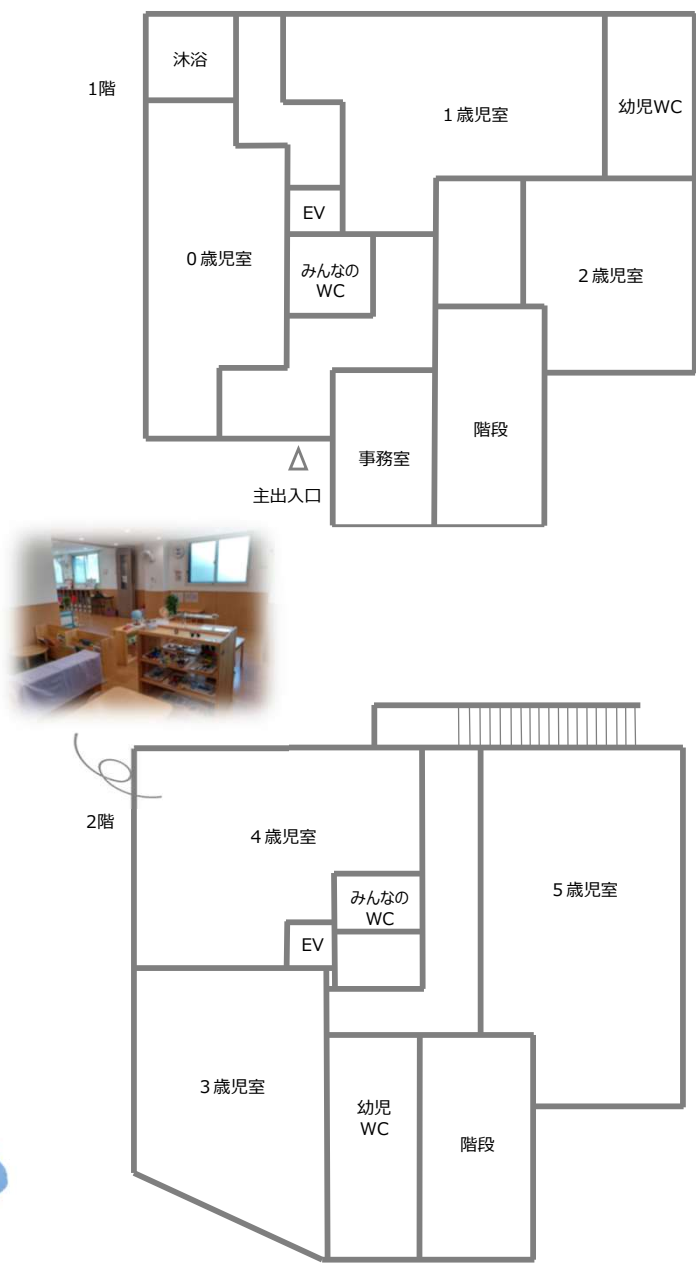 沐浴
1階
１歳児室
幼児WC
EV
０歳児室
みんなの
WC
２歳児室
階段
事務室
主出入口
2階
４歳児室
みんなの
WC
５歳児室
EV
３歳児室
幼児
WC
階段